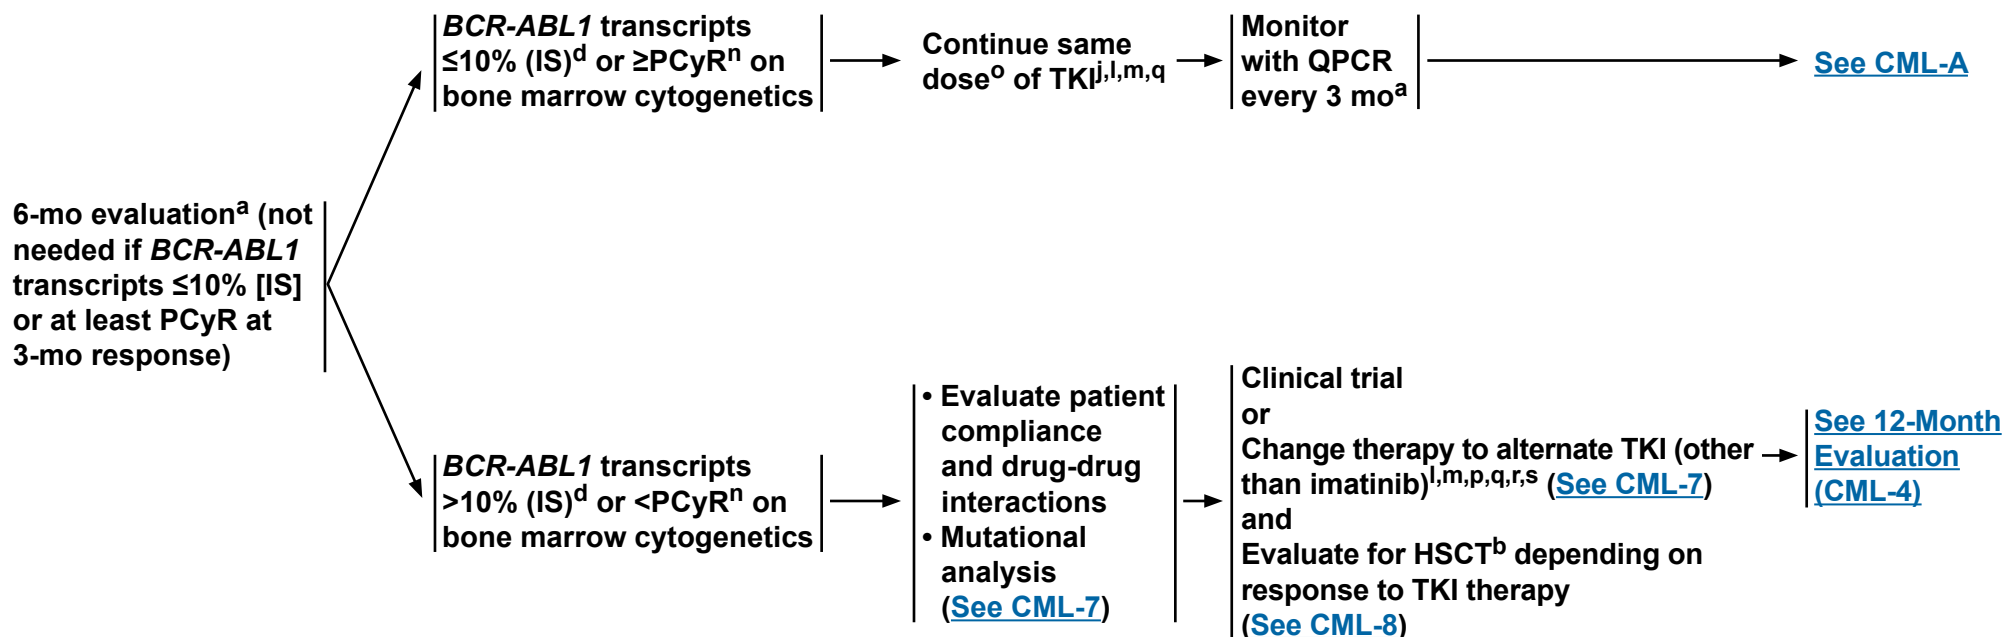 6-mo evaluationᵃ (not
needed if BCR-ABL1
transcripts ≤10% [IS]
or at least PCyR at
3-mo response)
BCR-ABL1 transcripts
≤10% (IS)ᵈ or ≥PCyRⁿ on
bone marrow cytogenetics
Continue same
doseᵒ of TKIʲ,ˡ,ᵐ,q
Monitor
with QPCR
every 3 moᵃ
See CML-A
BCR-ABL1 transcripts
>10% (IS)ᵈ or <PCyRⁿ on
bone marrow cytogenetics
• Evaluate patient
compliance
and drug-drug
interactions
• Mutational
analysis
(See CML-7)
Clinical trial
or
Change therapy to alternate TKI (other
than imatinib)ˡ,ᵐ,ᵖ,q,ʳ,ˢ (See CML-7)
and
Evaluate for HSCTᵇ depending on
response to TKI therapy
(See CML-8)
See 12-Month
Evaluation
(CML-4)